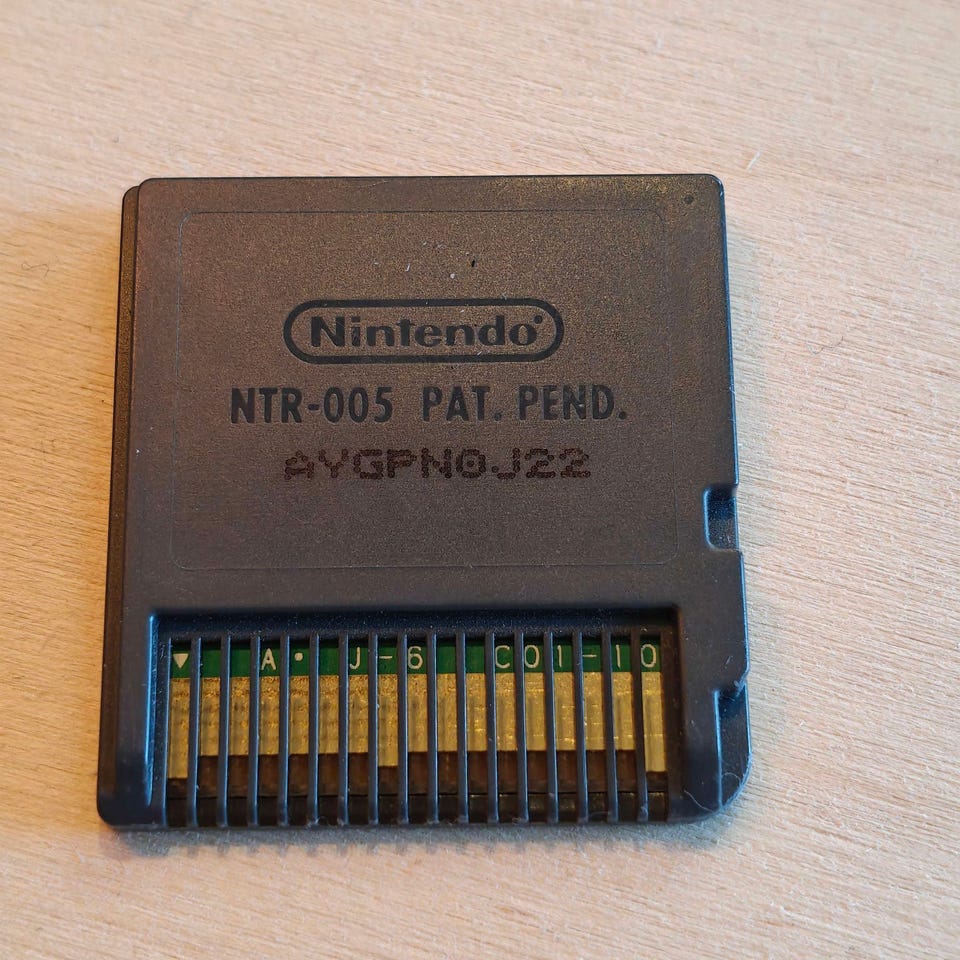 Nintendo®
NTR-005 PAT. PEND.
AYGPN0J22
▼ A• J-6 C01-10